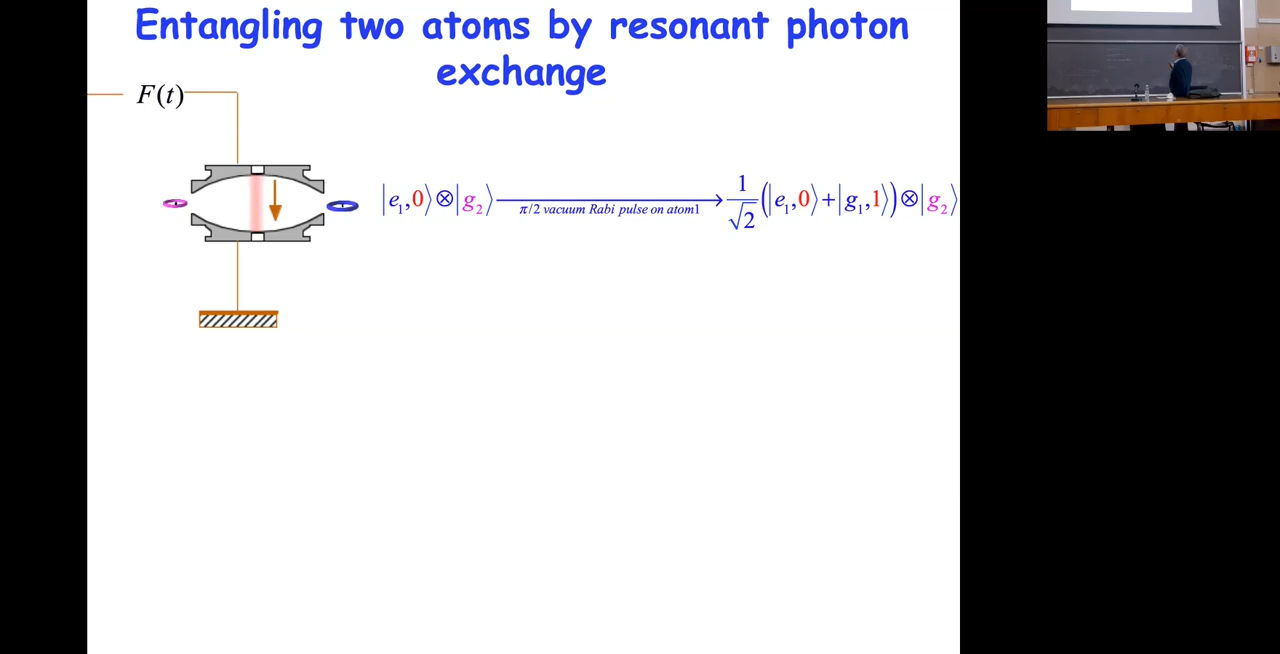 Entangling two atoms by resonant photon
exchange
F(t)
|e₁,0⟩⊗|g₂⟩ ⟶ 1/√2 (|e₁,0⟩+|g₁,1⟩)⊗|g₂⟩
π/2 vacuum Rabi pulse on atom1